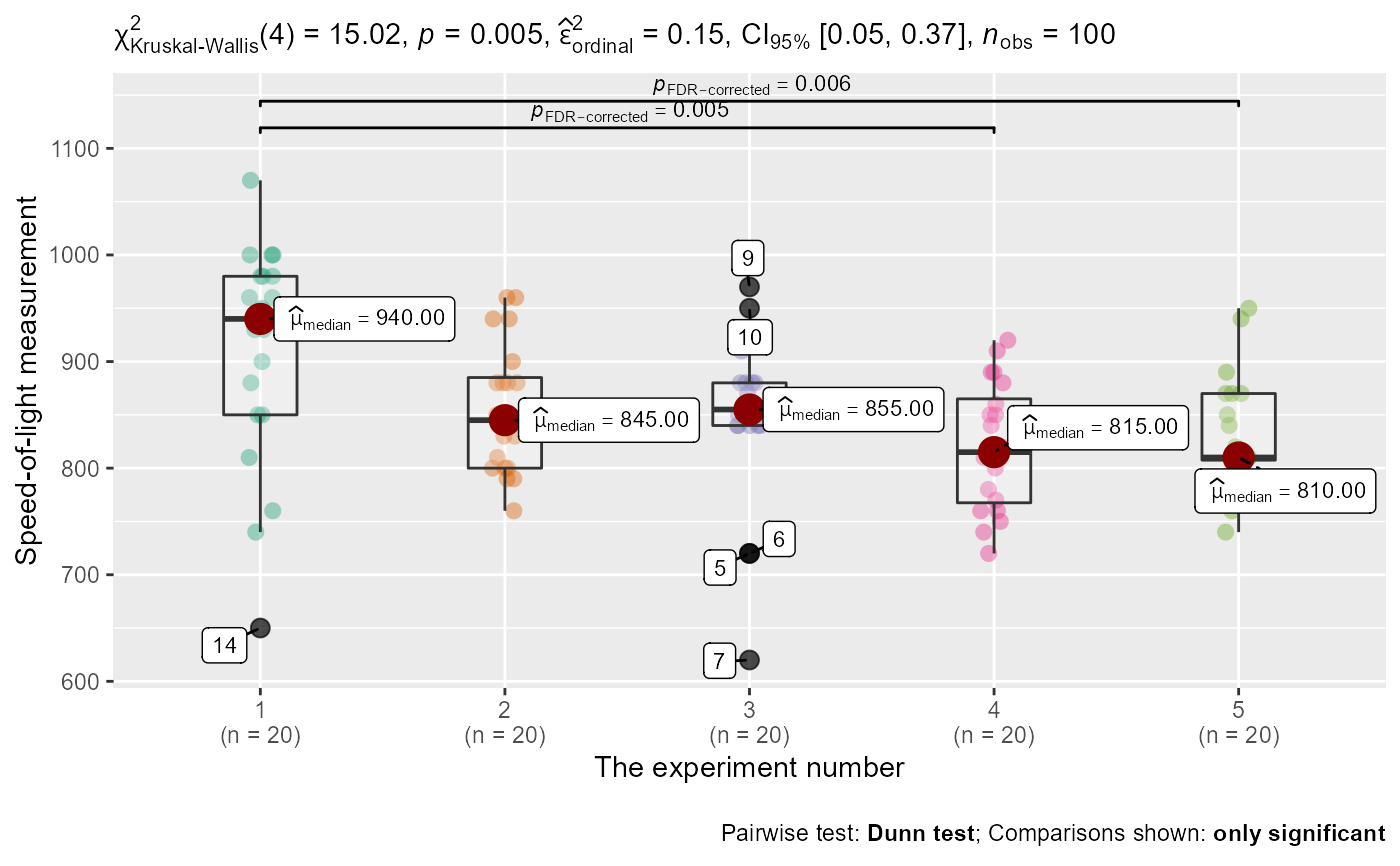 χ²Kruskal-Wallis(4) = 15.02, p = 0.005, ε̂²ordinal = 0.15, CI95% [0.05, 0.37], nobs = 100
pFDR−corrected = 0.006
pFDR−corrected = 0.005
Speed-of-light measurement
1100
1000
900
800
700
600
9
10
μ̂median = 940.00
μ̂median = 845.00
μ̂median = 855.00
μ̂median = 815.00
μ̂median = 810.00
6
5
14
7
1 2 3 4 5
(n = 20) (n = 20) (n = 20) (n = 20) (n = 20)
The experiment number
Pairwise test: Dunn test; Comparisons shown: only significant